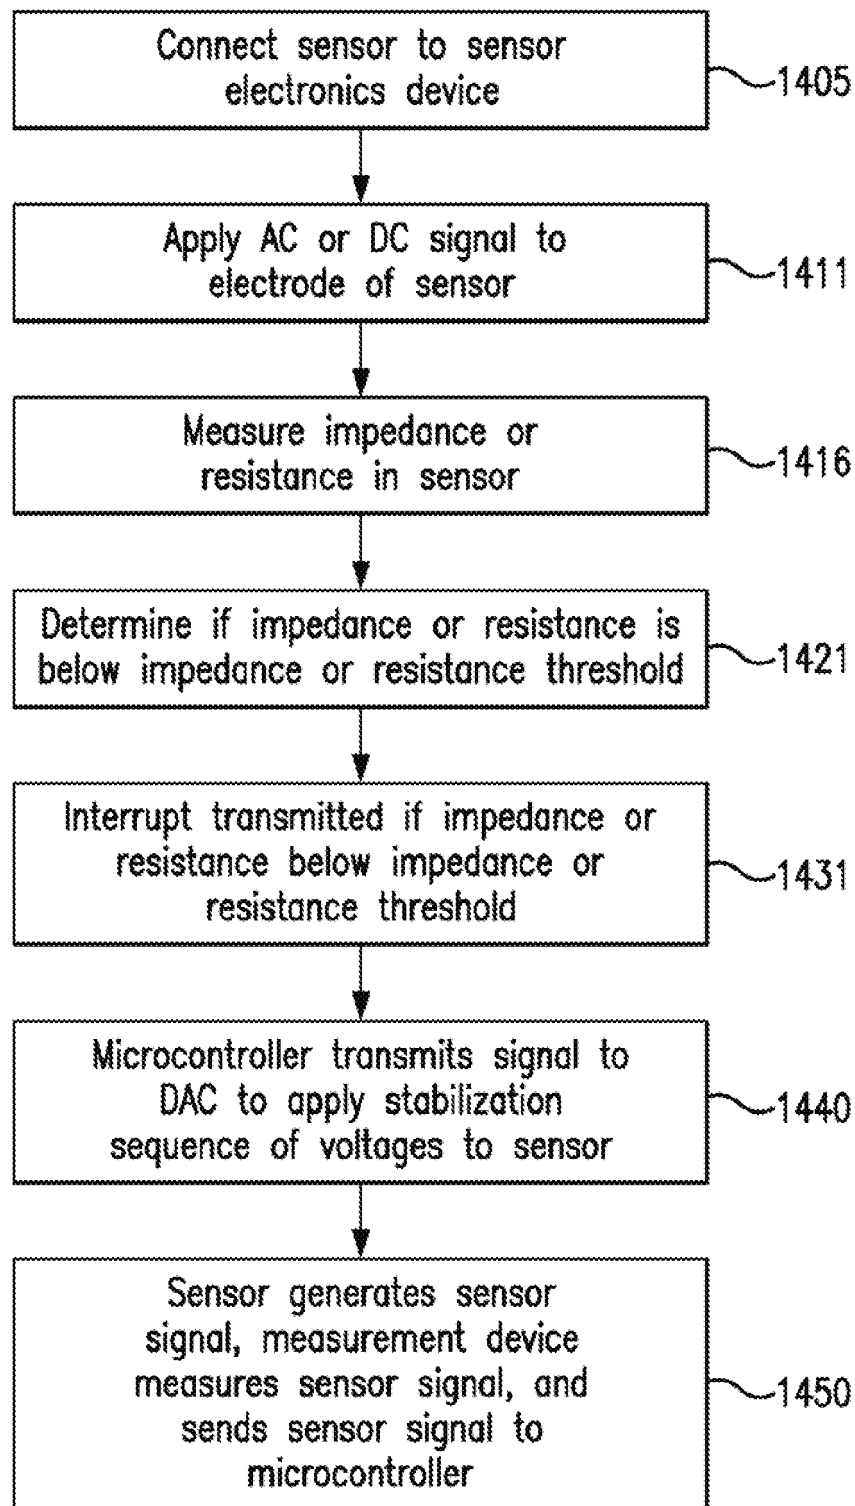 Connect sensor to sensor
electronics device
1405
Apply AC or DC signal to
electrode of sensor
1411
Measure impedance or
resistance in sensor
1416
Determine if impedance or resistance is
below impedance or resistance threshold
1421
Interrupt transmitted if impedance or
resistance below impedance or
resistance threshold
1431
Microcontroller transmits signal to
DAC to apply stabilization
sequence of voltages to sensor
1440
Sensor generates sensor
signal, measurement device
measures sensor signal, and
sends sensor signal to
microcontroller
1450